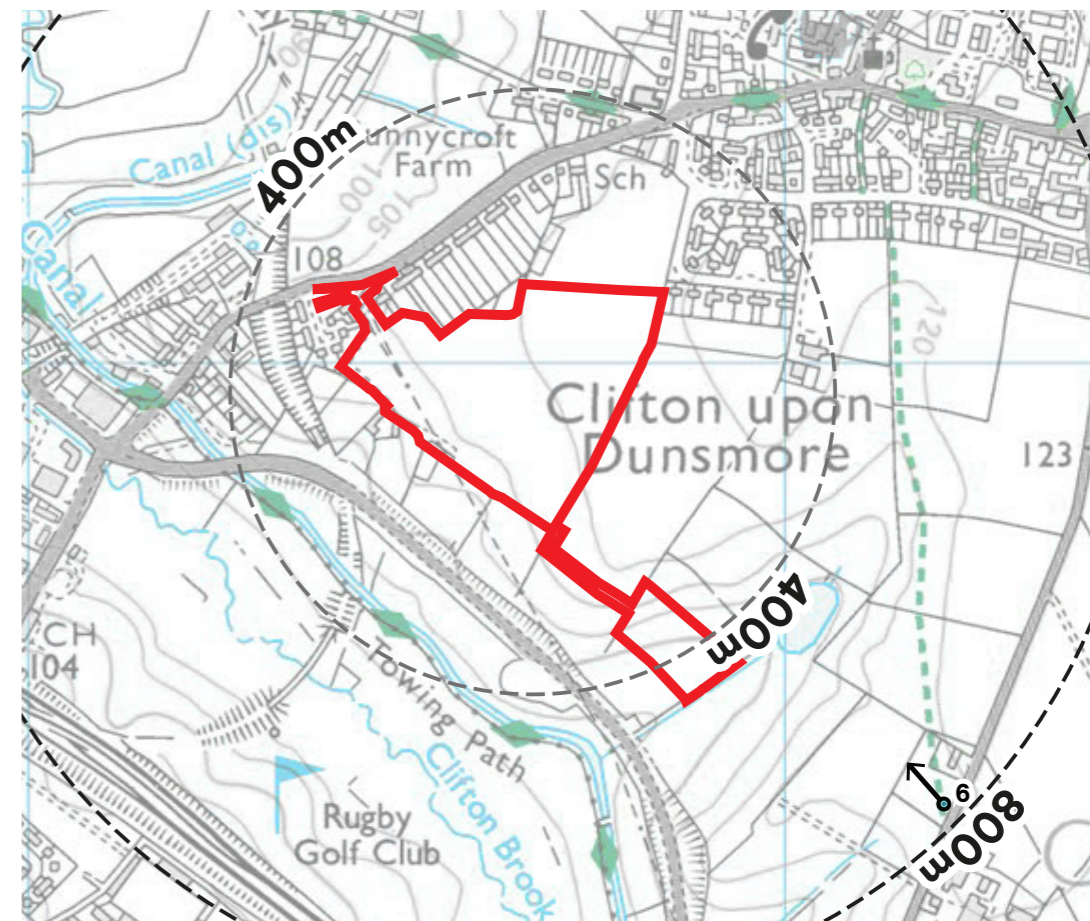 90
Canal (dis)
400m
unnycroft
Farm
100
105
Sch
108
Canal
120
Clifton upon
Dunsmore
123
400m
CH
104
Towing Path
Clifton Brook
Rugby
Golf Club
6
800m